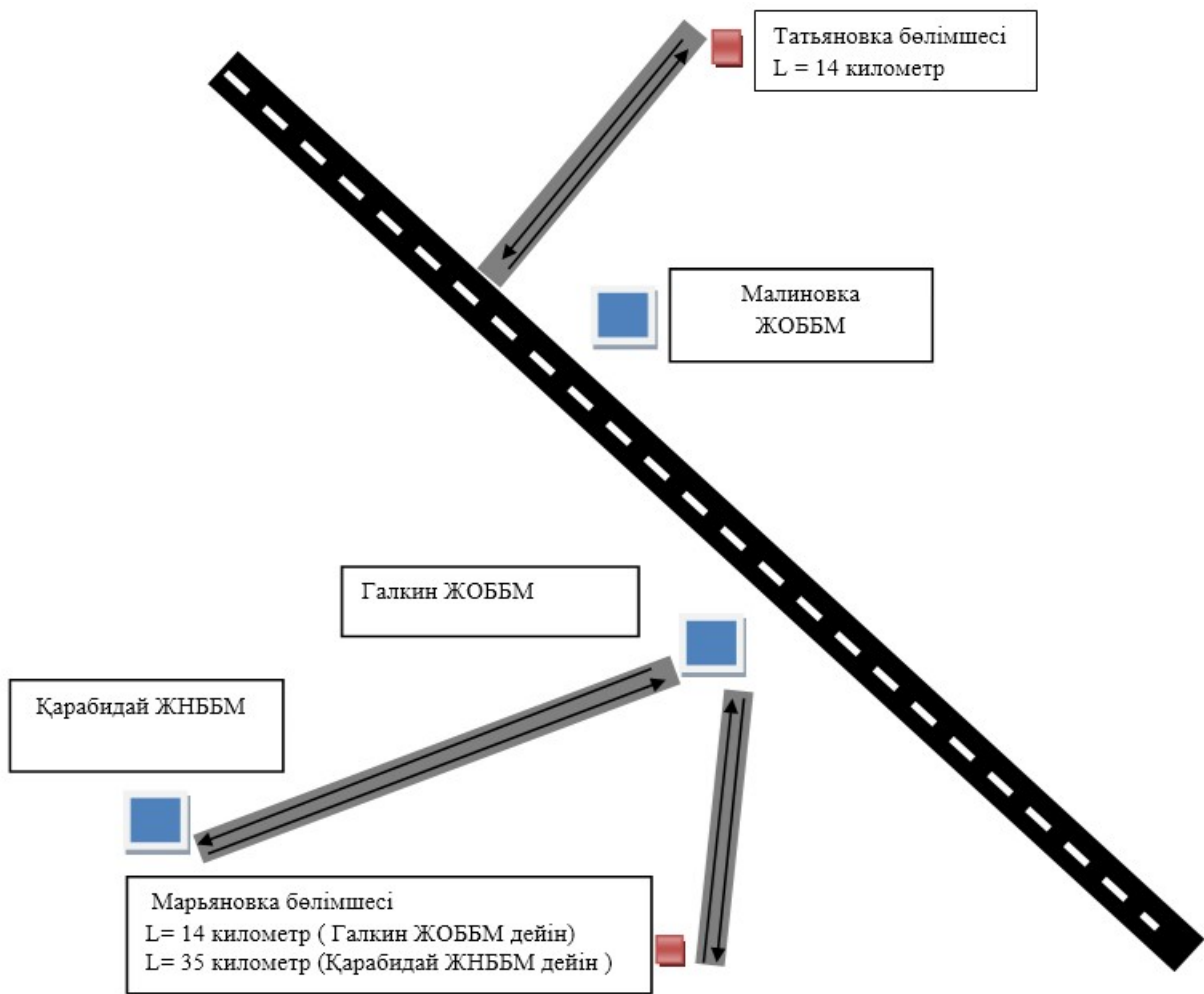 Татьяновка бөлімшесі
L = 14 километр
Малиновка
ЖОББМ
Галкин ЖОББМ
Қарабидай ЖНББМ
Марьяновка бөлімшесі
L= 14 километр ( Галкин ЖОББМ дейін)
L= 35 километр (Қарабидай ЖНББМ дейін )